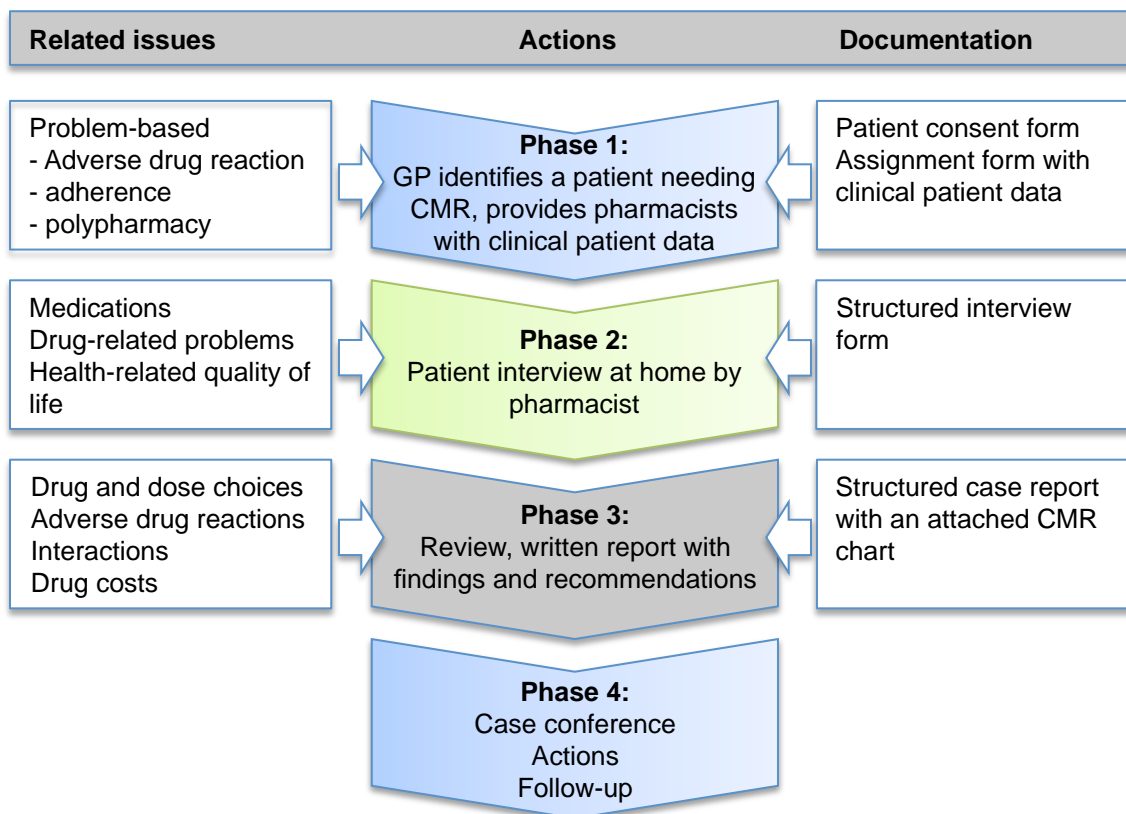 Related issues
Actions
Documentation
Problem-based
- Adverse drug reaction
- adherence
- polypharmacy
Phase 1:
GP identifies a patient needing
CMR, provides pharmacists
with clinical patient data
Patient consent form
Assignment form with
clinical patient data
Medications
Drug-related problems
Health-related quality of
life
Phase 2:
Patient interview at home by
pharmacist
Structured interview
form
Drug and dose choices
Adverse drug reactions
Interactions
Drug costs
Phase 3:
Review, written report with
findings and recommendations
Structured case report
with an attached CMR
chart
Phase 4:
Case conference
Actions
Follow-up